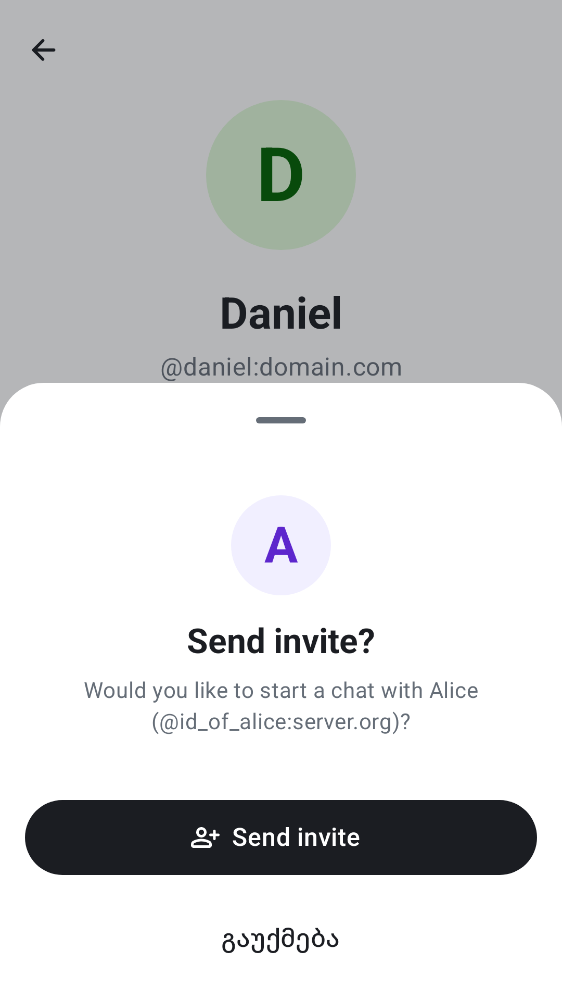 D
Daniel
@daniel:domain.com
A
Send invite?
Would you like to start a chat with Alice
(@id_of_alice:server.org)?
Send invite
გაუქმება